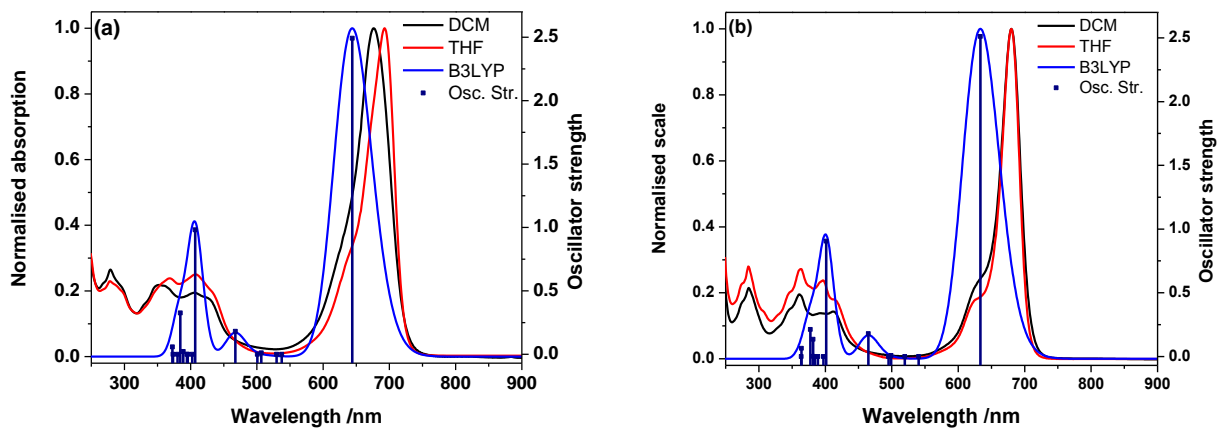 (a)
DCM
THF
B3LYP
Osc. Str.
Normalised absorption
1.0
0.8
0.6
0.4
0.2
0.0
2.5
2.0
1.5
1.0
0.5
0.0
Oscillator strength
300 400 500 600 700 800 900
Wavelength /nm
(b)
DCM
THF
B3LYP
Osc. Str.
Normalised scale
1.0
0.8
0.6
0.4
0.2
0.0
2.5
2.0
1.5
1.0
0.5
0.0
Oscillator strength
300 400 500 600 700 800 900
Wavelength /nm